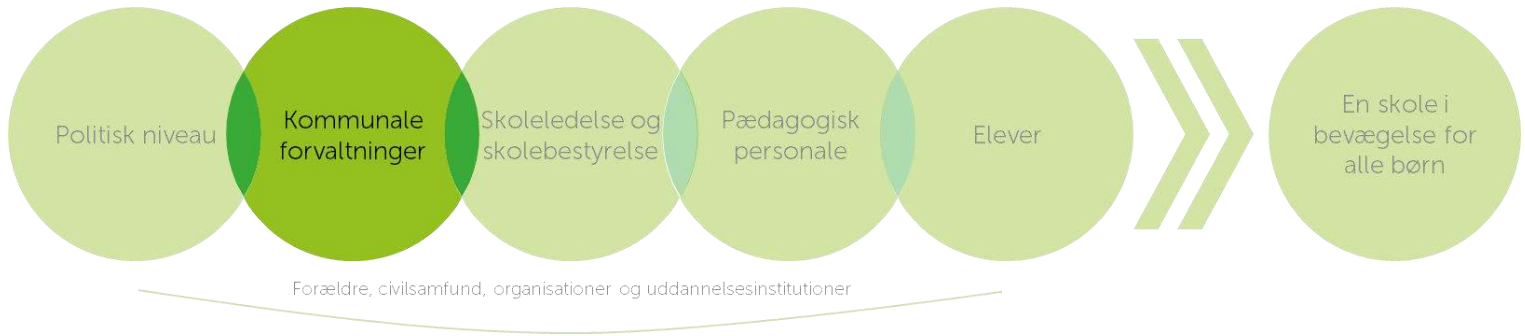 Politisk niveau
Kommunale
forvaltninger
Skoleledelse og
skolebestyrelse
Pædagogisk
personale
Elever
En skole i
bevægelse for
alle børn
Forældre, civilsamfund, organisationer og uddannelsesinstitutioner